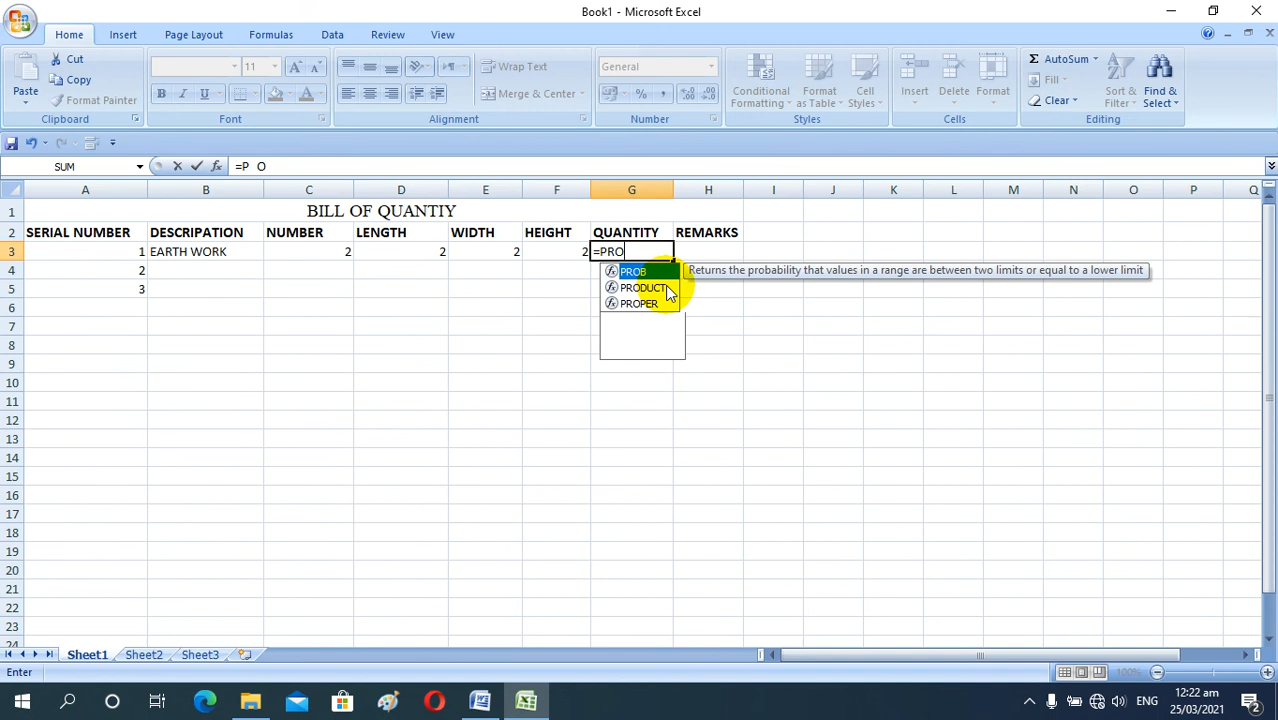 Book1 - Microsoft Excel
Home Insert Page Layout Formulas Data Review View
Cut
Copy
Format Painter
Paste
Clipboard
11
B I U
Font
Wrap Text
Merge & Center
Alignment
General
%
Number
Conditional Formatting
Format as Table
Cell Styles
Styles
Insert Delete Format
Cells
Σ AutoSum
Fill
Clear
Sort & Filter
Find & Select
Editing
SUM =P O
A B C D E F G H I J K L M N O P Q
1 BILL OF QUANTIY
2 SERIAL NUMBER DESCRIPATION NUMBER LENGTH WIDTH HEIGHT QUANTITY REMARKS
3 1 EARTH WORK 2 2 2 2 =PRO
4 2 PROB Returns the probability that values in a range are between two limits or equal to a lower limit
5 3 PRODUCT
6 PROPER
7
8
9
10
11
12
13
14
15
16
17
18
19
20
21
22
23
24
Sheet1 Sheet2 Sheet3
Enter 100%
ENG 12:22 am
25/03/2021
2